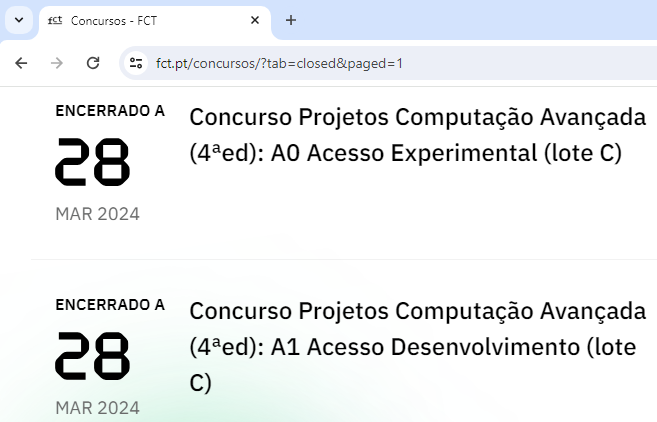 fct Concursos - FCT
fct.pt/concursos/?tab=closed&paged=1
ENCERRADO A
28
MAR 2024
Concurso Projetos Computação Avançada
(4ªed): A0 Acesso Experimental (lote C)
ENCERRADO A
28
MAR 2024
Concurso Projetos Computação Avançada
(4ªed): A1 Acesso Desenvolvimento (lote
C)